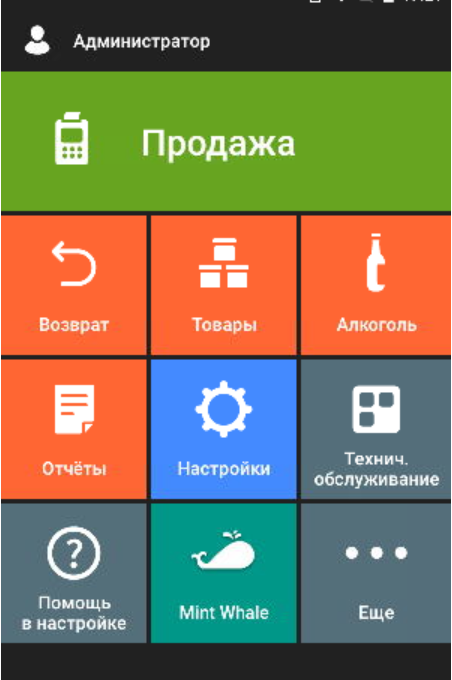 Администратор
Продажа
Возврат
Товары
Алкоголь
Отчёты
Настройки
Технич.
обслуживание
Помощь
в настройке
Mint Whale
Еще